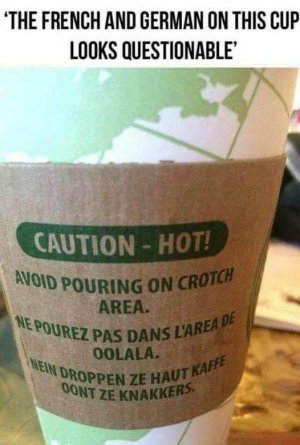 ‘THE FRENCH AND GERMAN ON THIS CUP
LOOKS QUESTIONABLE’
CAUTION - HOT!
AVOID POURING ON CROTCH
AREA.
NE POUREZ PAS DANS L'AREA DE
OOLALA.
NEIN DROPPEN ZE HAUT KAFFE
OONT ZE KNAKKERS.